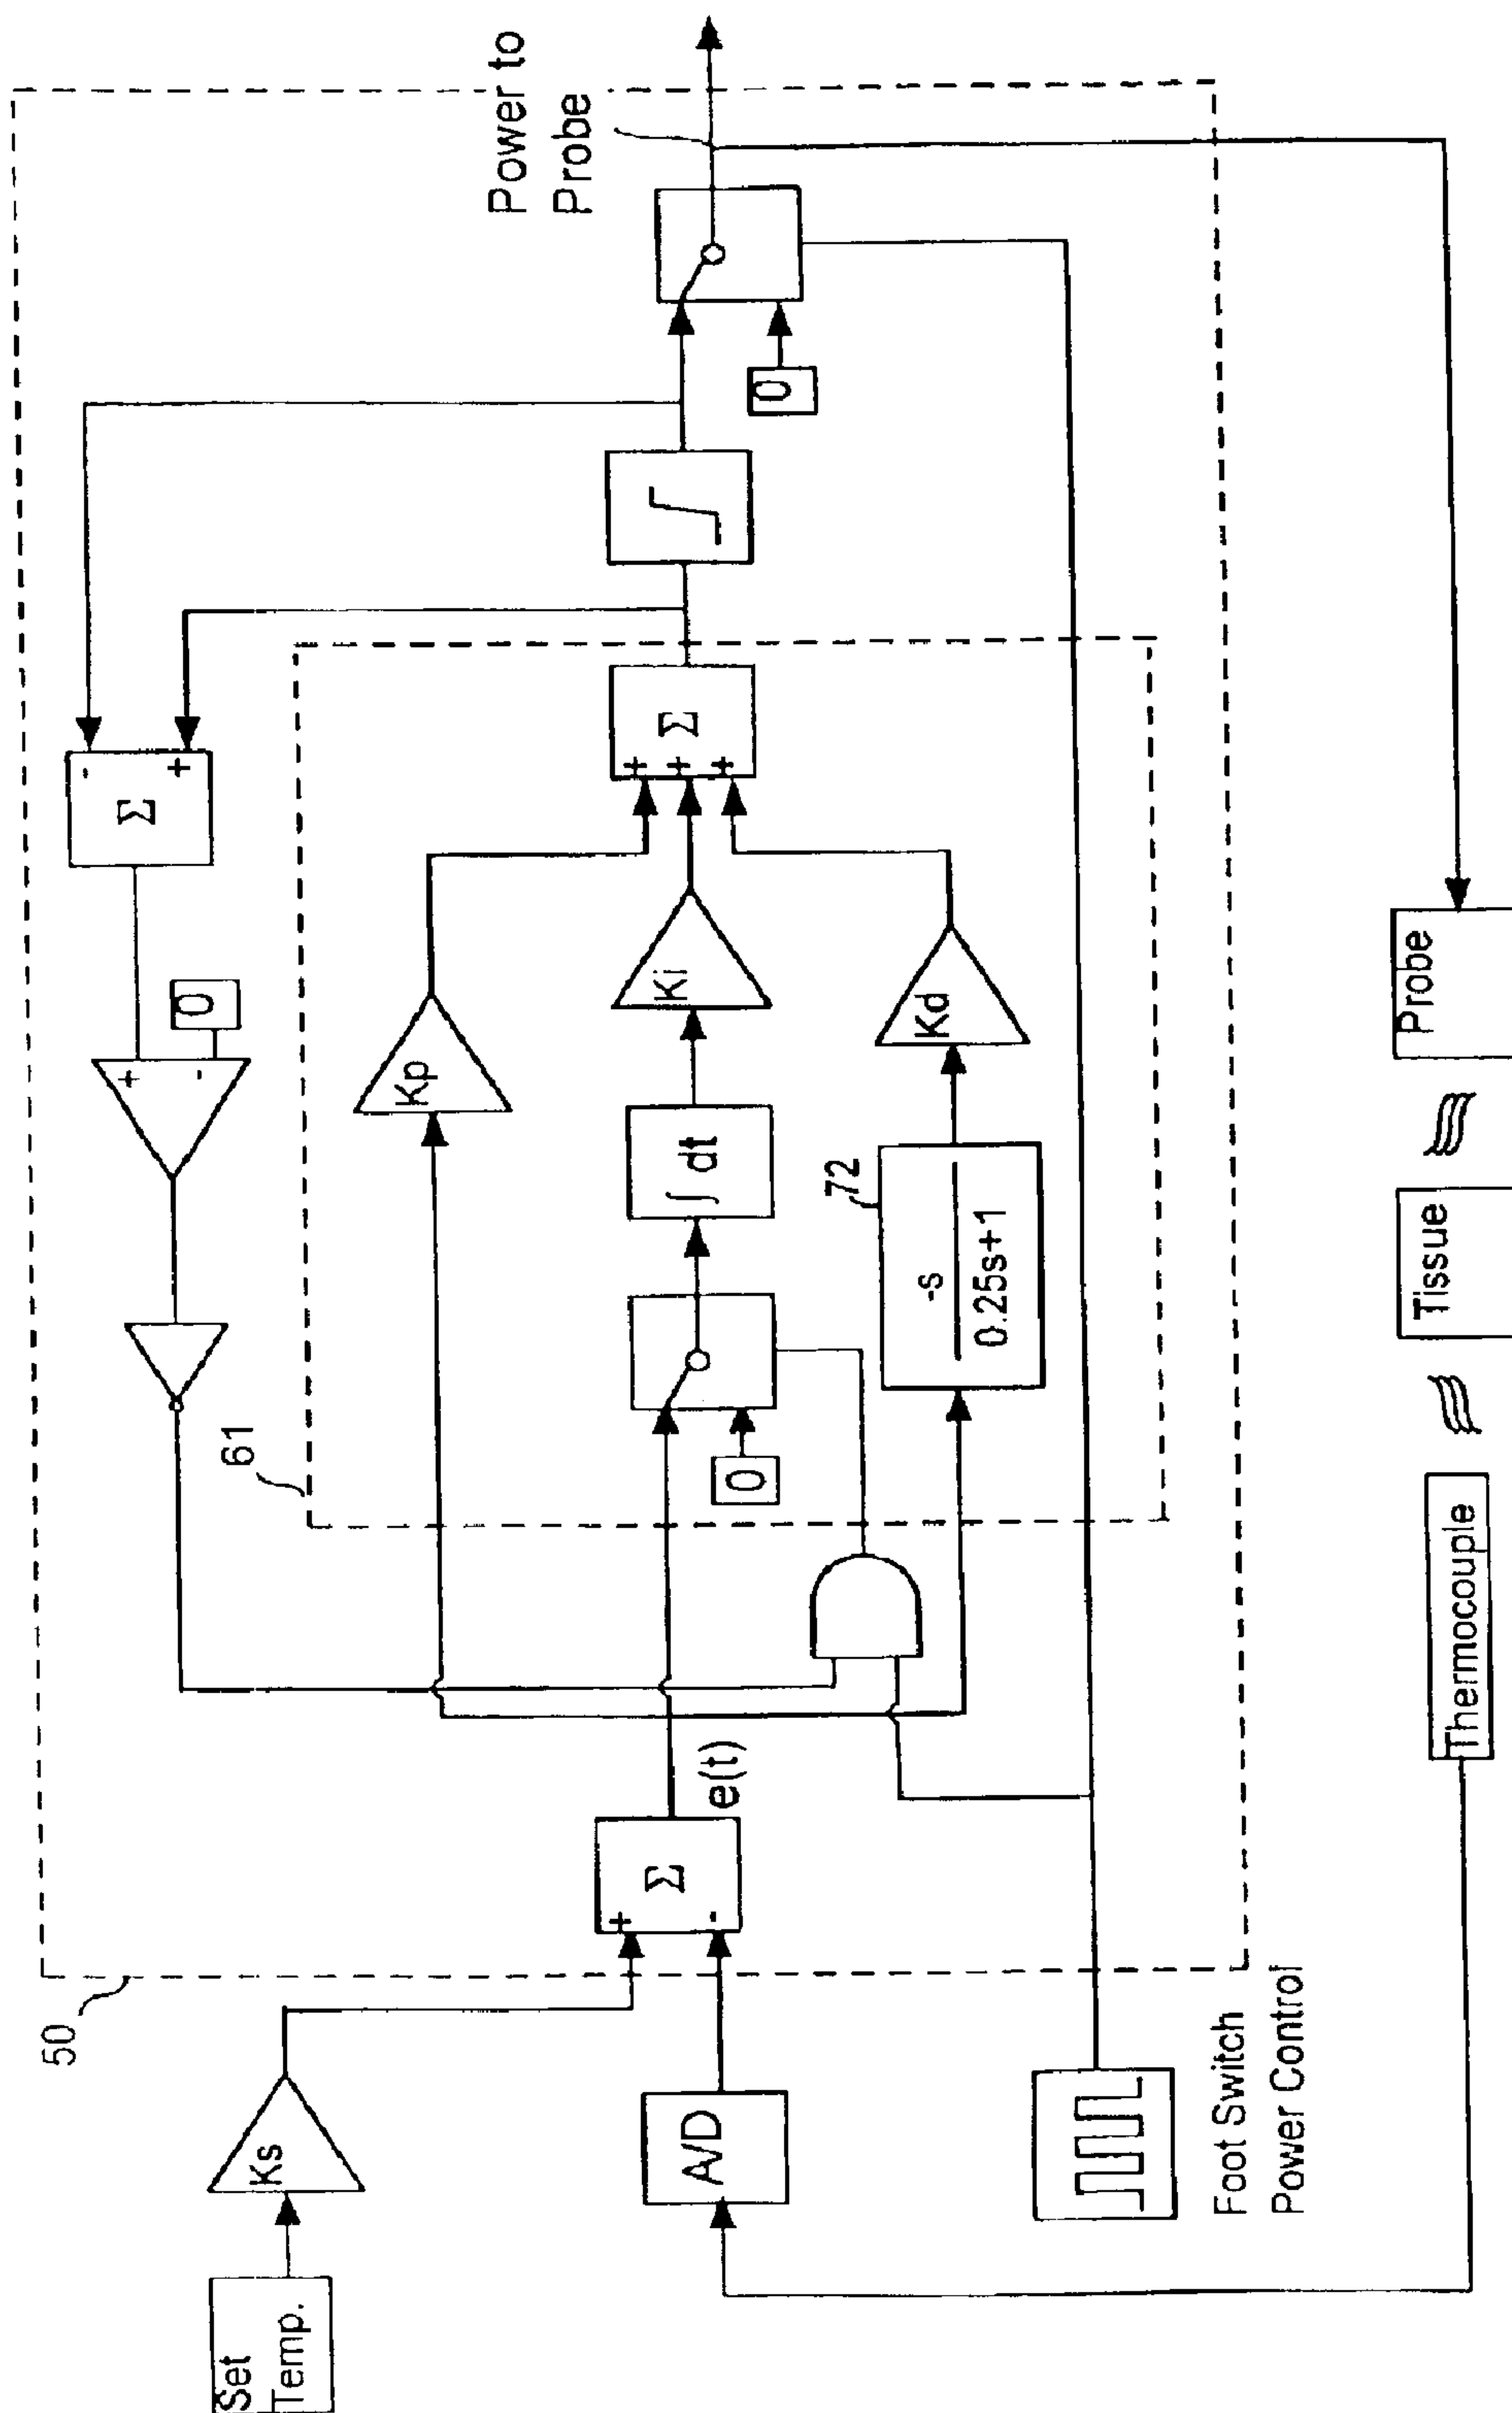 50
Set
Temp.
Ks
A/D
Foot Switch
Power Control
+
-
Σ
e(t)
61
0
∫ dt
72
-s
0.25s+1
Kp
Ki
Kd
+
+
+
Σ
+
-
0
-
+
Σ
0
Power to
Probe
Thermocouple
Tissue
Probe